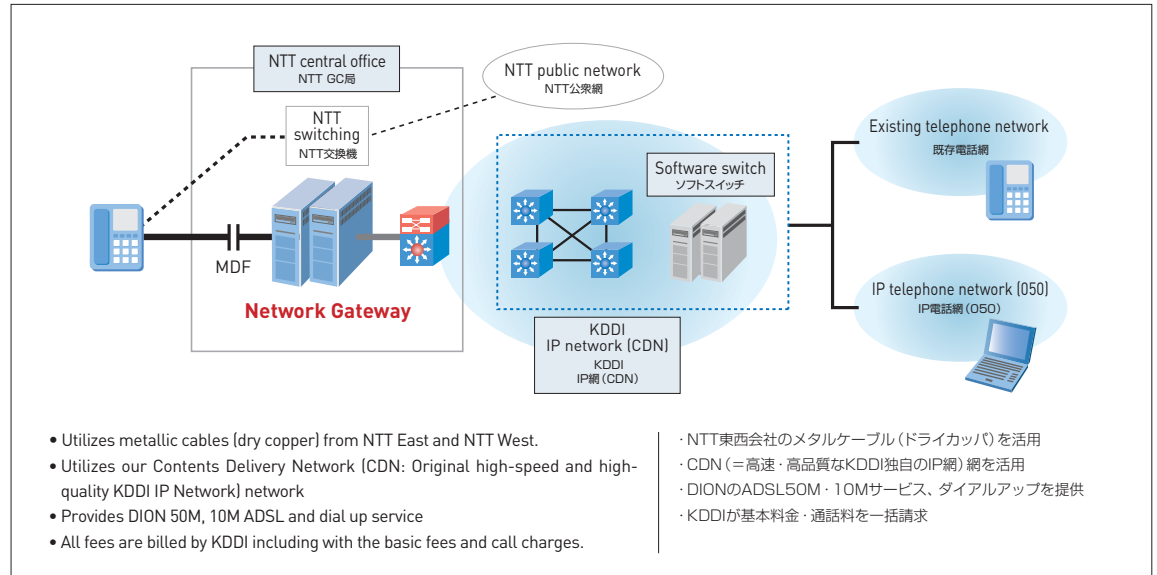 NTT central office
NTT GC局
NTT public network
NTT公衆網
NTT
switching
NTT交換機
Existing telephone network
既存電話網
Software switch
ソフトスイッチ
MDF
Network Gateway
IP telephone network (050)
IP電話網(050)
KDDI
IP network (CDN)
KDDI
IP網(CDN)
• Utilizes metallic cables (dry copper) from NTT East and NTT West.
• Utilizes our Contents Delivery Network (CDN: Original high-speed and high-
quality KDDI IP Network) network
• Provides DION 50M, 10M ADSL and dial up service
• All fees are billed by KDDI including with the basic fees and call charges.
・NTT東西会社のメタルケーブル(ドライカッパ)を活用
・CDN(=高速・高品質なKDDI独自のIP網)網を活用
・DIONのADSL50M・10Mサービス、ダイアルアップを提供
・KDDIが基本料金・通話料を一括請求